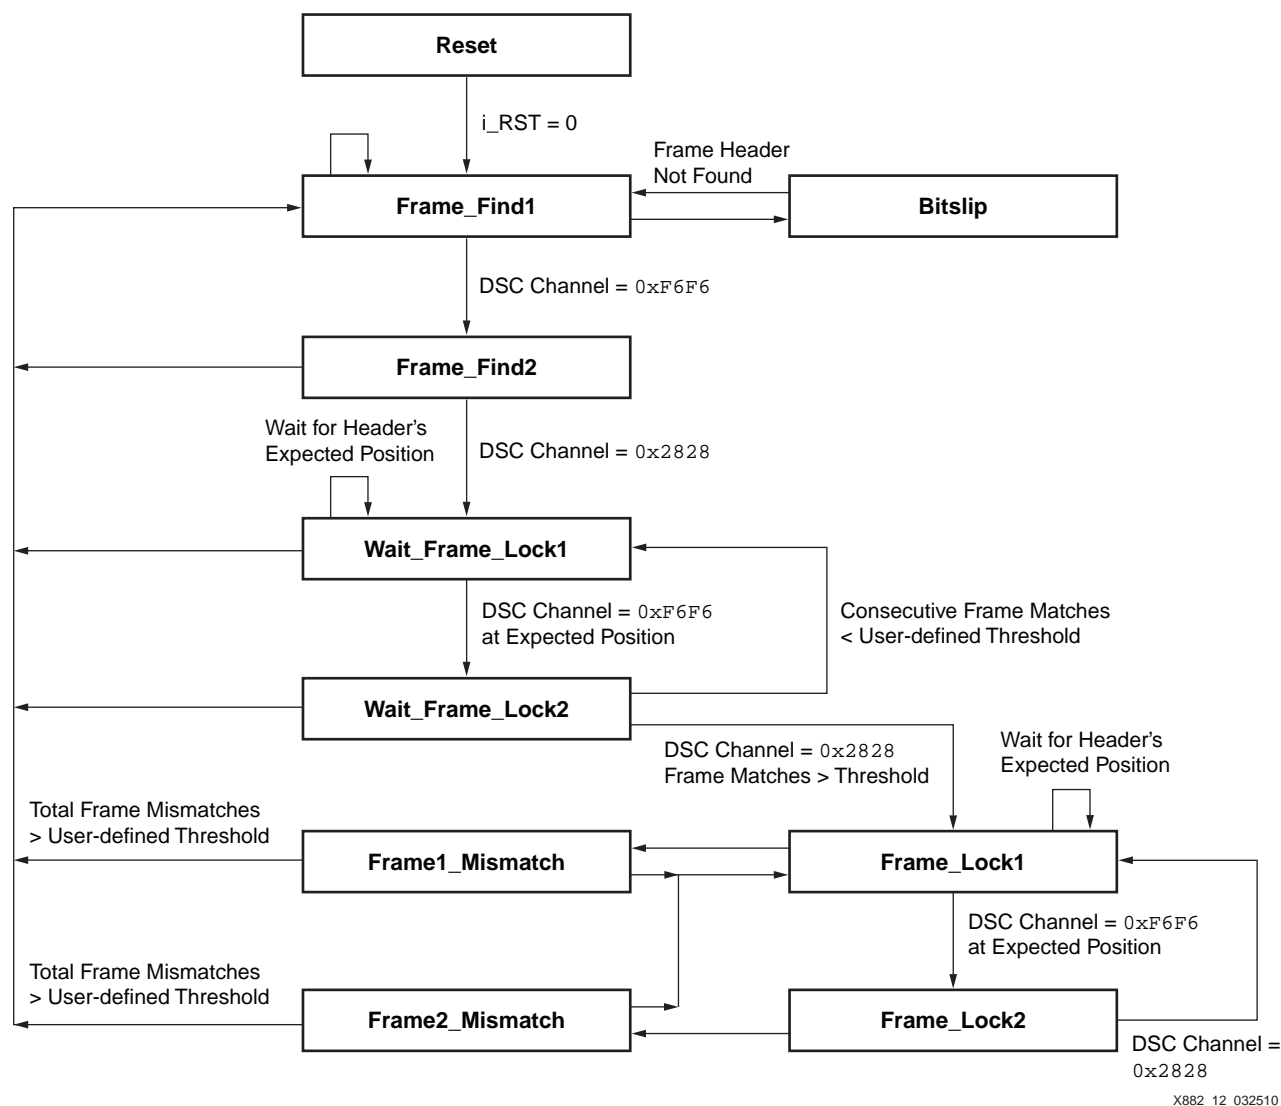 Reset
i_RST = 0
Frame Header
Not Found
Frame_Find1
Bitslip
DSC Channel = 0xF6F6
Frame_Find2
Wait for Header's
Expected Position
DSC Channel = 0x2828
Wait_Frame_Lock1
DSC Channel = 0xF6F6
at Expected Position
Consecutive Frame Matches
< User-defined Threshold
Wait_Frame_Lock2
DSC Channel = 0x2828
Frame Matches > Threshold
Wait for Header's
Expected Position
Total Frame Mismatches
> User-defined Threshold
Frame1_Mismatch
Frame_Lock1
DSC Channel = 0xF6F6
at Expected Position
Total Frame Mismatches
> User-defined Threshold
Frame2_Mismatch
Frame_Lock2
DSC Channel =
0x2828
X882_12_032510